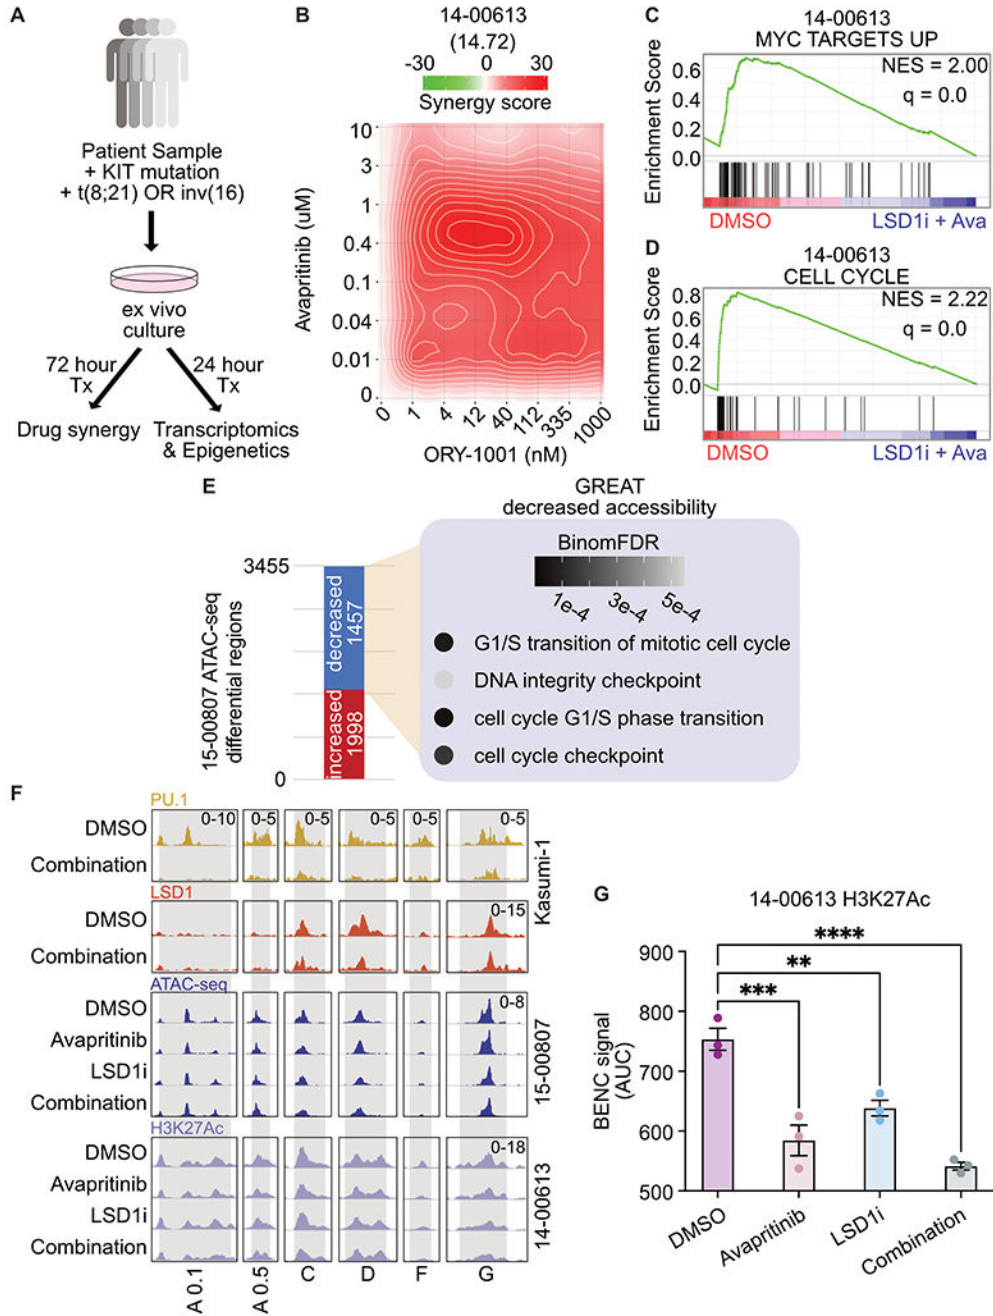 A
Patient Sample
+ KIT mutation
+ t(8;21) OR inv(16)
ex vivo
culture
72 hour
Tx
24 hour
Tx
Drug synergy
Transcriptomics
& Epigenetics
B
14-00613
(14.72)
-30 0 30
Synergy score
Avapritinib (uM)
10
3
1
0.4
0.1
0.04
0.01
0
0 1 4 12 40 112 335 1000
ORY-1001 (nM)
C
14-00613
MYC TARGETS UP
Enrichment Score
0.6
0.4
0.2
0.0
NES = 2.00
q = 0.0
DMSO LSD1i + Ava
D
14-00613
CELL CYCLE
Enrichment Score
0.8
0.6
0.4
0.2
0.0
NES = 2.22
q = 0.0
DMSO LSD1i + Ava
E
15-00807 ATAC-seq
differential regions
3455
0
decreased
1457
increased
1998
GREAT
decreased accessibility
BinomFDR
1e-4 3e-4 5e-4
G1/S transition of mitotic cell cycle
DNA integrity checkpoint
cell cycle G1/S phase transition
cell cycle checkpoint
F
PU.1
DMSO
Combination
0-10 0-5 0-5 0-5 0-5 0-5
Kasumi-1
LSD1
DMSO
Combination
0-15
ATAC-seq
DMSO
Avapritinib
LSD1i
Combination
0-8
15-00807
H3K27Ac
DMSO
Avapritinib
LSD1i
Combination
0-18
14-00613
A 0.1 A 0.5 C D F G
G
14-00613 H3K27Ac
BENC signal
(AUC)
900
800
700
600
500
****
**
***
DMSO
Avapritinib
LSD1i
Combination